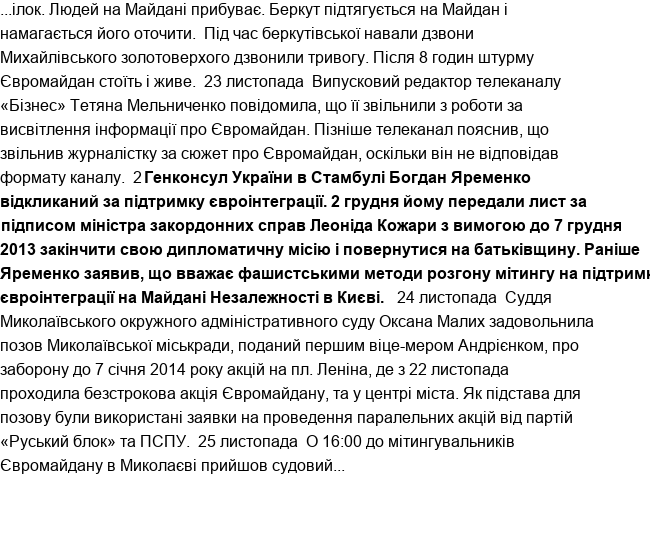 ...ілок. Людей на Майдані прибуває. Беркут підтягується на Майдан і
намагається його оточити.  Під час беркутівської навали дзвони
Михайлівського золотоверхого дзвонили тривогу. Після 8 годин штурму
Євромайдан стоїть і живе.  23 листопада  Випусковий редактор телеканалу
«Бізнес» Тетяна Мельниченко повідомила, що її звільнили з роботи за
висвітлення інформації про Євромайдан. Пізніше телеканал пояснив, що
звільнив журналістку за сюжет про Євромайдан, оскільки він не відповідав
формату каналу.  2 Генконсул України в Стамбулі Богдан Яременко
відкликаний за підтримку євроінтеграції. 2 грудня йому передали лист за
підписом міністра закордонних справ Леоніда Кожари з вимогою до 7 грудня
2013 закінчити свою дипломатичну місію і повернутися на батьківщину. Раніше
Яременко заявив, що вважає фашистськими методи розгону мітингу на підтримк
євроінтеграції на Майдані Незалежності в Києві.   24 листопада  Суддя
Миколаївського окружного адміністративного суду Оксана Малих задовольнила
позов Миколаївської міськради, поданий першим віце-мером Андрієнком, про
заборону до 7 січня 2014 року акцій на пл. Леніна, де з 22 листопада
проходила безстрокова акція Євромайдану, та у центрі міста. Як підстава для
позову були використані заявки на проведення паралельних акцій від партій
«Руський блок» та ПСПУ.  25 листопада  О 16:00 до мітингувальників
Євромайдану в Миколаєві прийшов судовий...